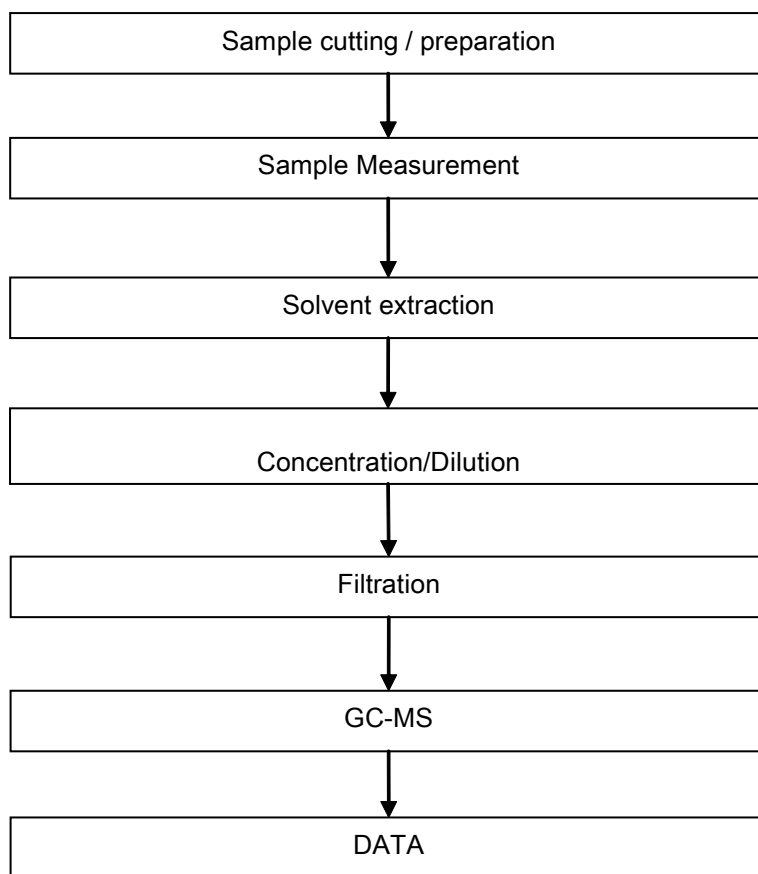 Sample cutting / preparation
Sample Measurement
Solvent extraction
Concentration/Dilution
Filtration
GC-MS
DATA